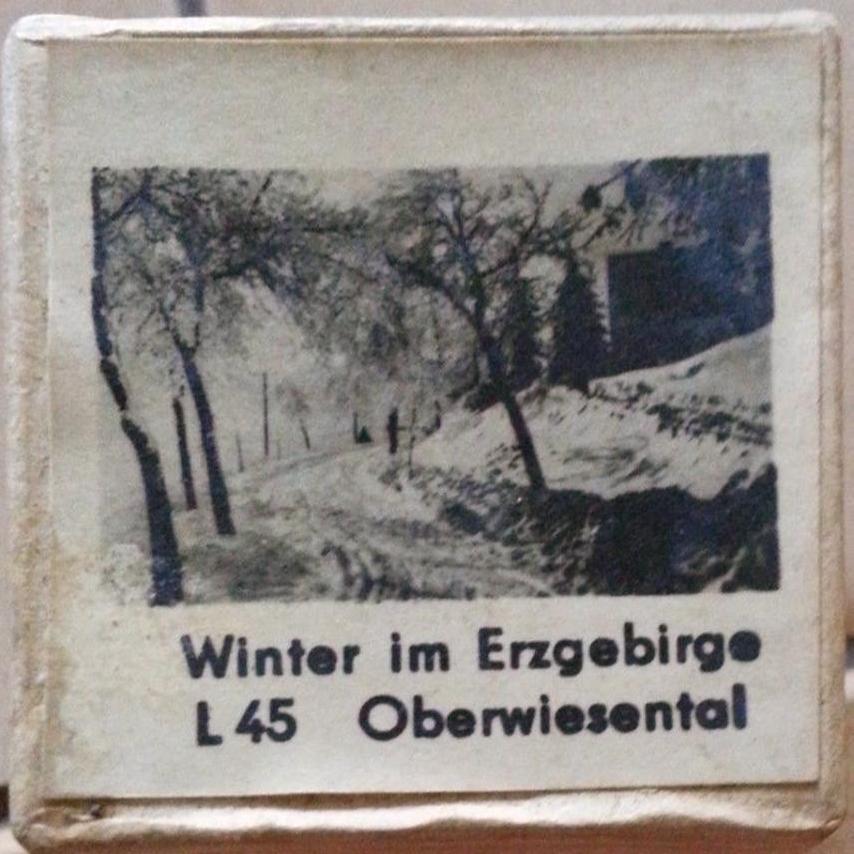 Winter im Erzgebirge
L 45 Oberwiesental